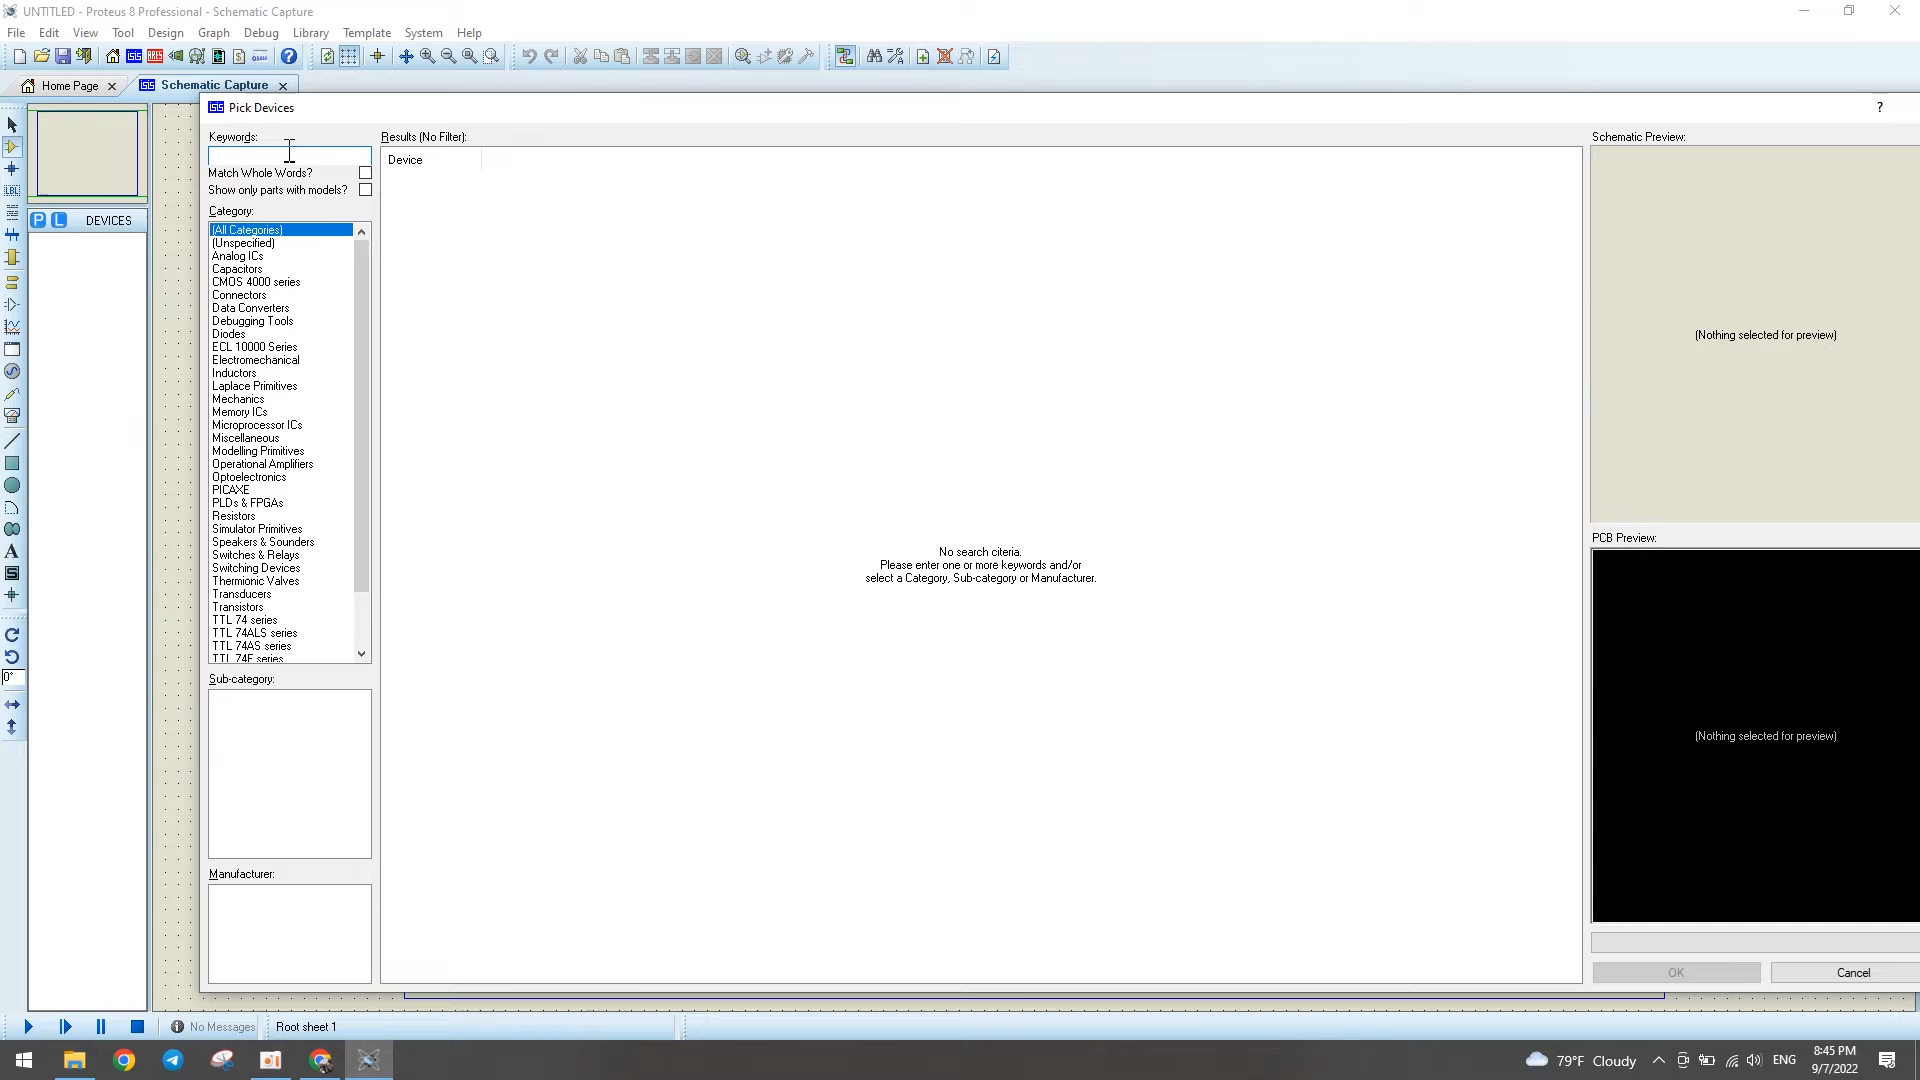 UNTITLED - Proteus 8 Professional - Schematic Capture
File Edit View Tool Design Graph Debug Library Template System Help
Home Page
Schematic Capture
Pick Devices
?
Keywords:
Results (No Filter):
Schematic Preview:
Device
Match Whole Words?
Show only parts with models?
P L DEVICES
Category:
(All Categories)
(Unspecified)
Analog ICs
Capacitors
CMOS 4000 series
Connectors
Data Converters
Debugging Tools
Diodes
ECL 10000 Series
Electromechanical
Inductors
Laplace Primitives
Mechanics
Memory ICs
Microprocessor ICs
Miscellaneous
Modelling Primitives
Operational Amplifiers
Optoelectronics
PICAXE
PLDs & FPGAs
Resistors
Simulator Primitives
Speakers & Sounders
Switches & Relays
Switching Devices
Thermionic Valves
Transducers
Transistors
TTL 74 series
TTL 74ALS series
TTL 74AS series
TTL 74F series
(Nothing selected for preview)
No search citeria.
Please enter one or more keywords and/or
select a Category, Sub-category or Manufacturer.
PCB Preview:
(Nothing selected for preview)
Sub-category:
Manufacturer:
OK
Cancel
0°
No Messages
Root sheet 1
79°F Cloudy
ENG
8:45 PM
9/7/2022